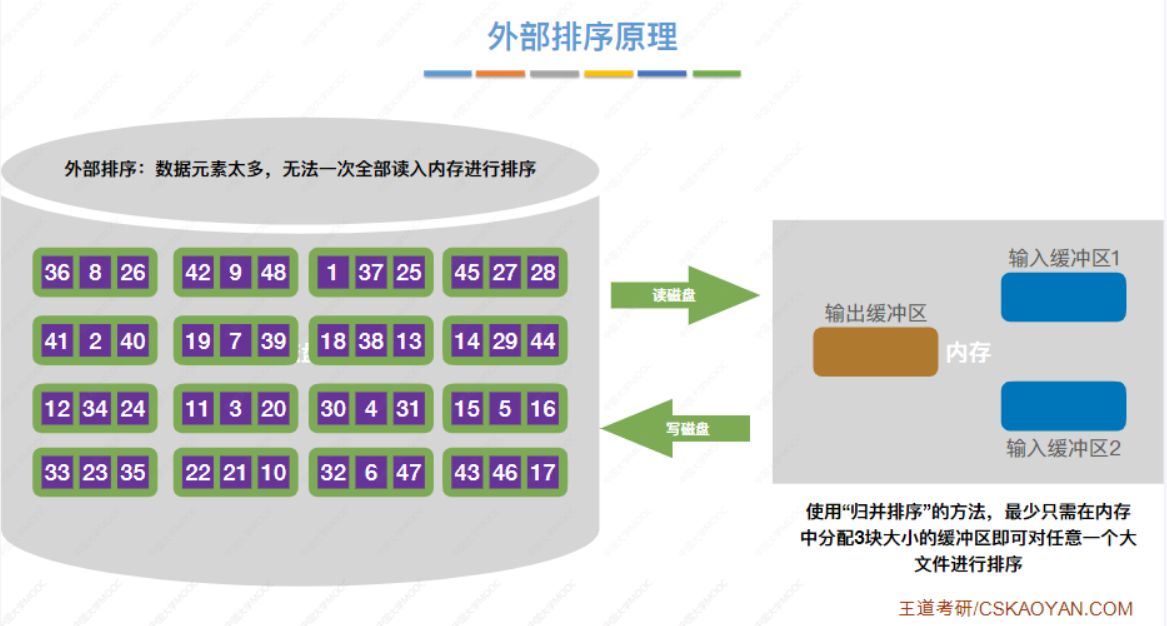 外部排序原理
外部排序：数据元素太多，无法一次全部读入内存进行排序
36 8 26 42 9 48 1 37 25 45 27 28
41 2 40 19 7 39 18 38 13 14 29 44
12 34 24 11 3 20 30 4 31 15 5 16
33 23 35 22 21 10 32 6 47 43 46 17
读磁盘
写磁盘
输入缓冲区1
输出缓冲区
内存
输入缓冲区2
使用“归并排序”的方法，最少只需在内存
中分配3块大小的缓冲区即可对任意一个大
文件进行排序
王道考研/CSKAOYAN.COM